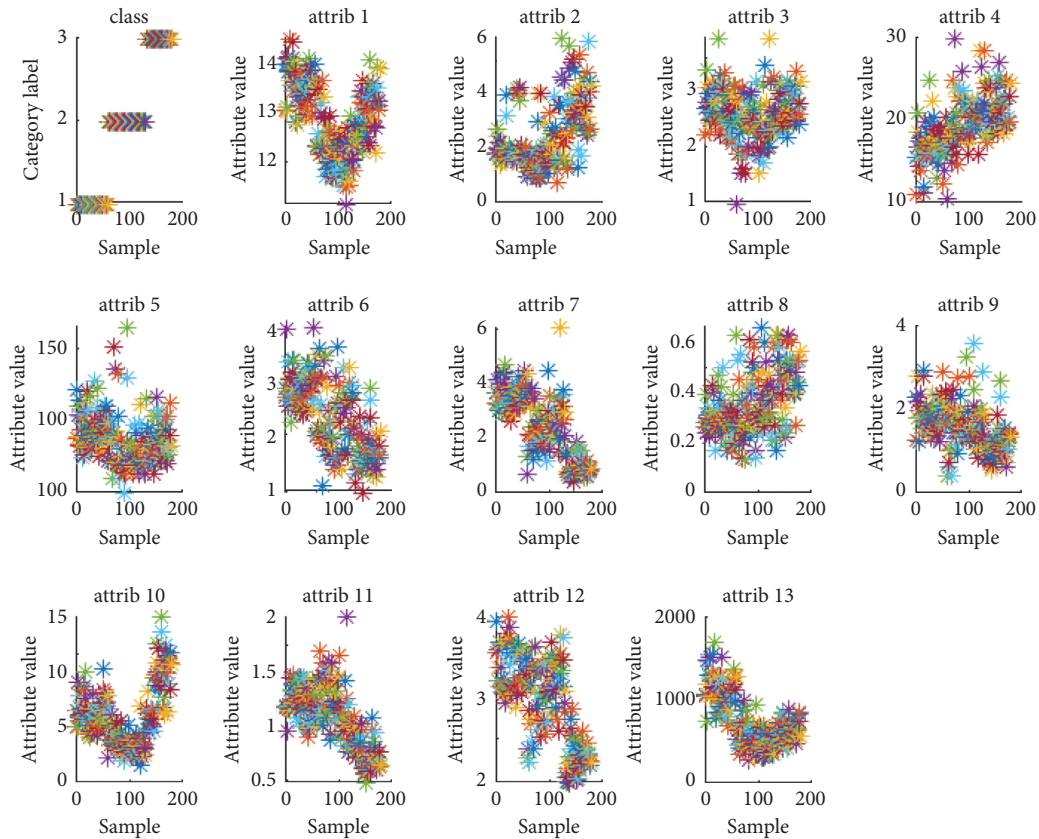 class
3
2
1
Category label
0
100
200
Sample
attrib 1
14
13
12
Attribute value
0
100
200
Sample
attrib 2
6
4
2
0
Attribute value
0
100
200
Sample
attrib 3
3
2
1
Attribute value
0
100
200
Sample
attrib 4
30
20
10
Attribute value
0
100
200
Sample
attrib 5
150
100
100
Attribute value
0
100
200
Sample
attrib 6
4
3
2
1
Attribute value
0
100
200
Sample
attrib 7
6
4
2
0
Attribute value
0
100
200
Sample
attrib 8
0.6
0.4
0.2
0
Attribute value
0
100
200
Sample
attrib 9
4
2
0
Attribute value
0
100
200
Sample
attrib 10
15
10
5
0
Attribute value
0
100
200
Sample
attrib 11
2
1.5
1
0.5
Attribute value
0
100
200
Sample
attrib 12
4
3
2
Attribute value
0
100
200
Sample
attrib 13
2000
1000
0
Attribute value
0
100
200
Sample